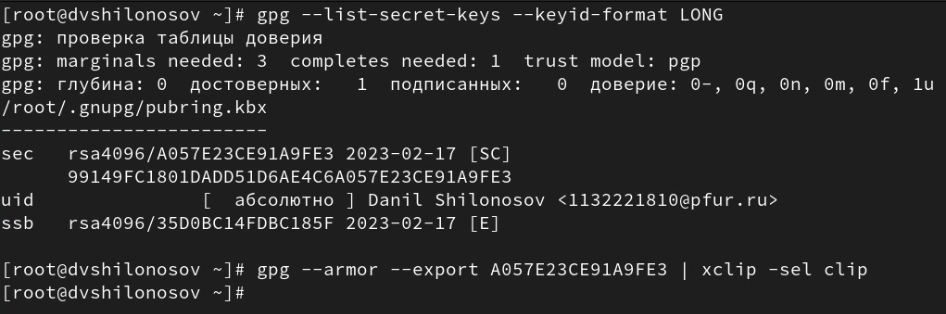 [root@dvshilonosov ~]# gpg --list-secret-keys --keyid-format LONG
gpg: проверка таблицы доверия
gpg: marginals needed: 3  completes needed: 1  trust model: pgp
gpg: глубина: 0  достоверных:   1  подписанных:   0  доверие: 0-, 0q, 0n, 0m, 0f, 1u
/root/.gnupg/pubring.kbx
------------------------
sec   rsa4096/A057E23CE91A9FE3 2023-02-17 [SC]
      99149FC1801DADD51D6AE4C6A057E23CE91A9FE3
uid               [  абсолютно ] Danil Shilonosov <1132221810@pfur.ru>
ssb   rsa4096/35D0BC14FDBC185F 2023-02-17 [E]
[root@dvshilonosov ~]# gpg --armor --export A057E23CE91A9FE3 | xclip -sel clip
[root@dvshilonosov ~]#